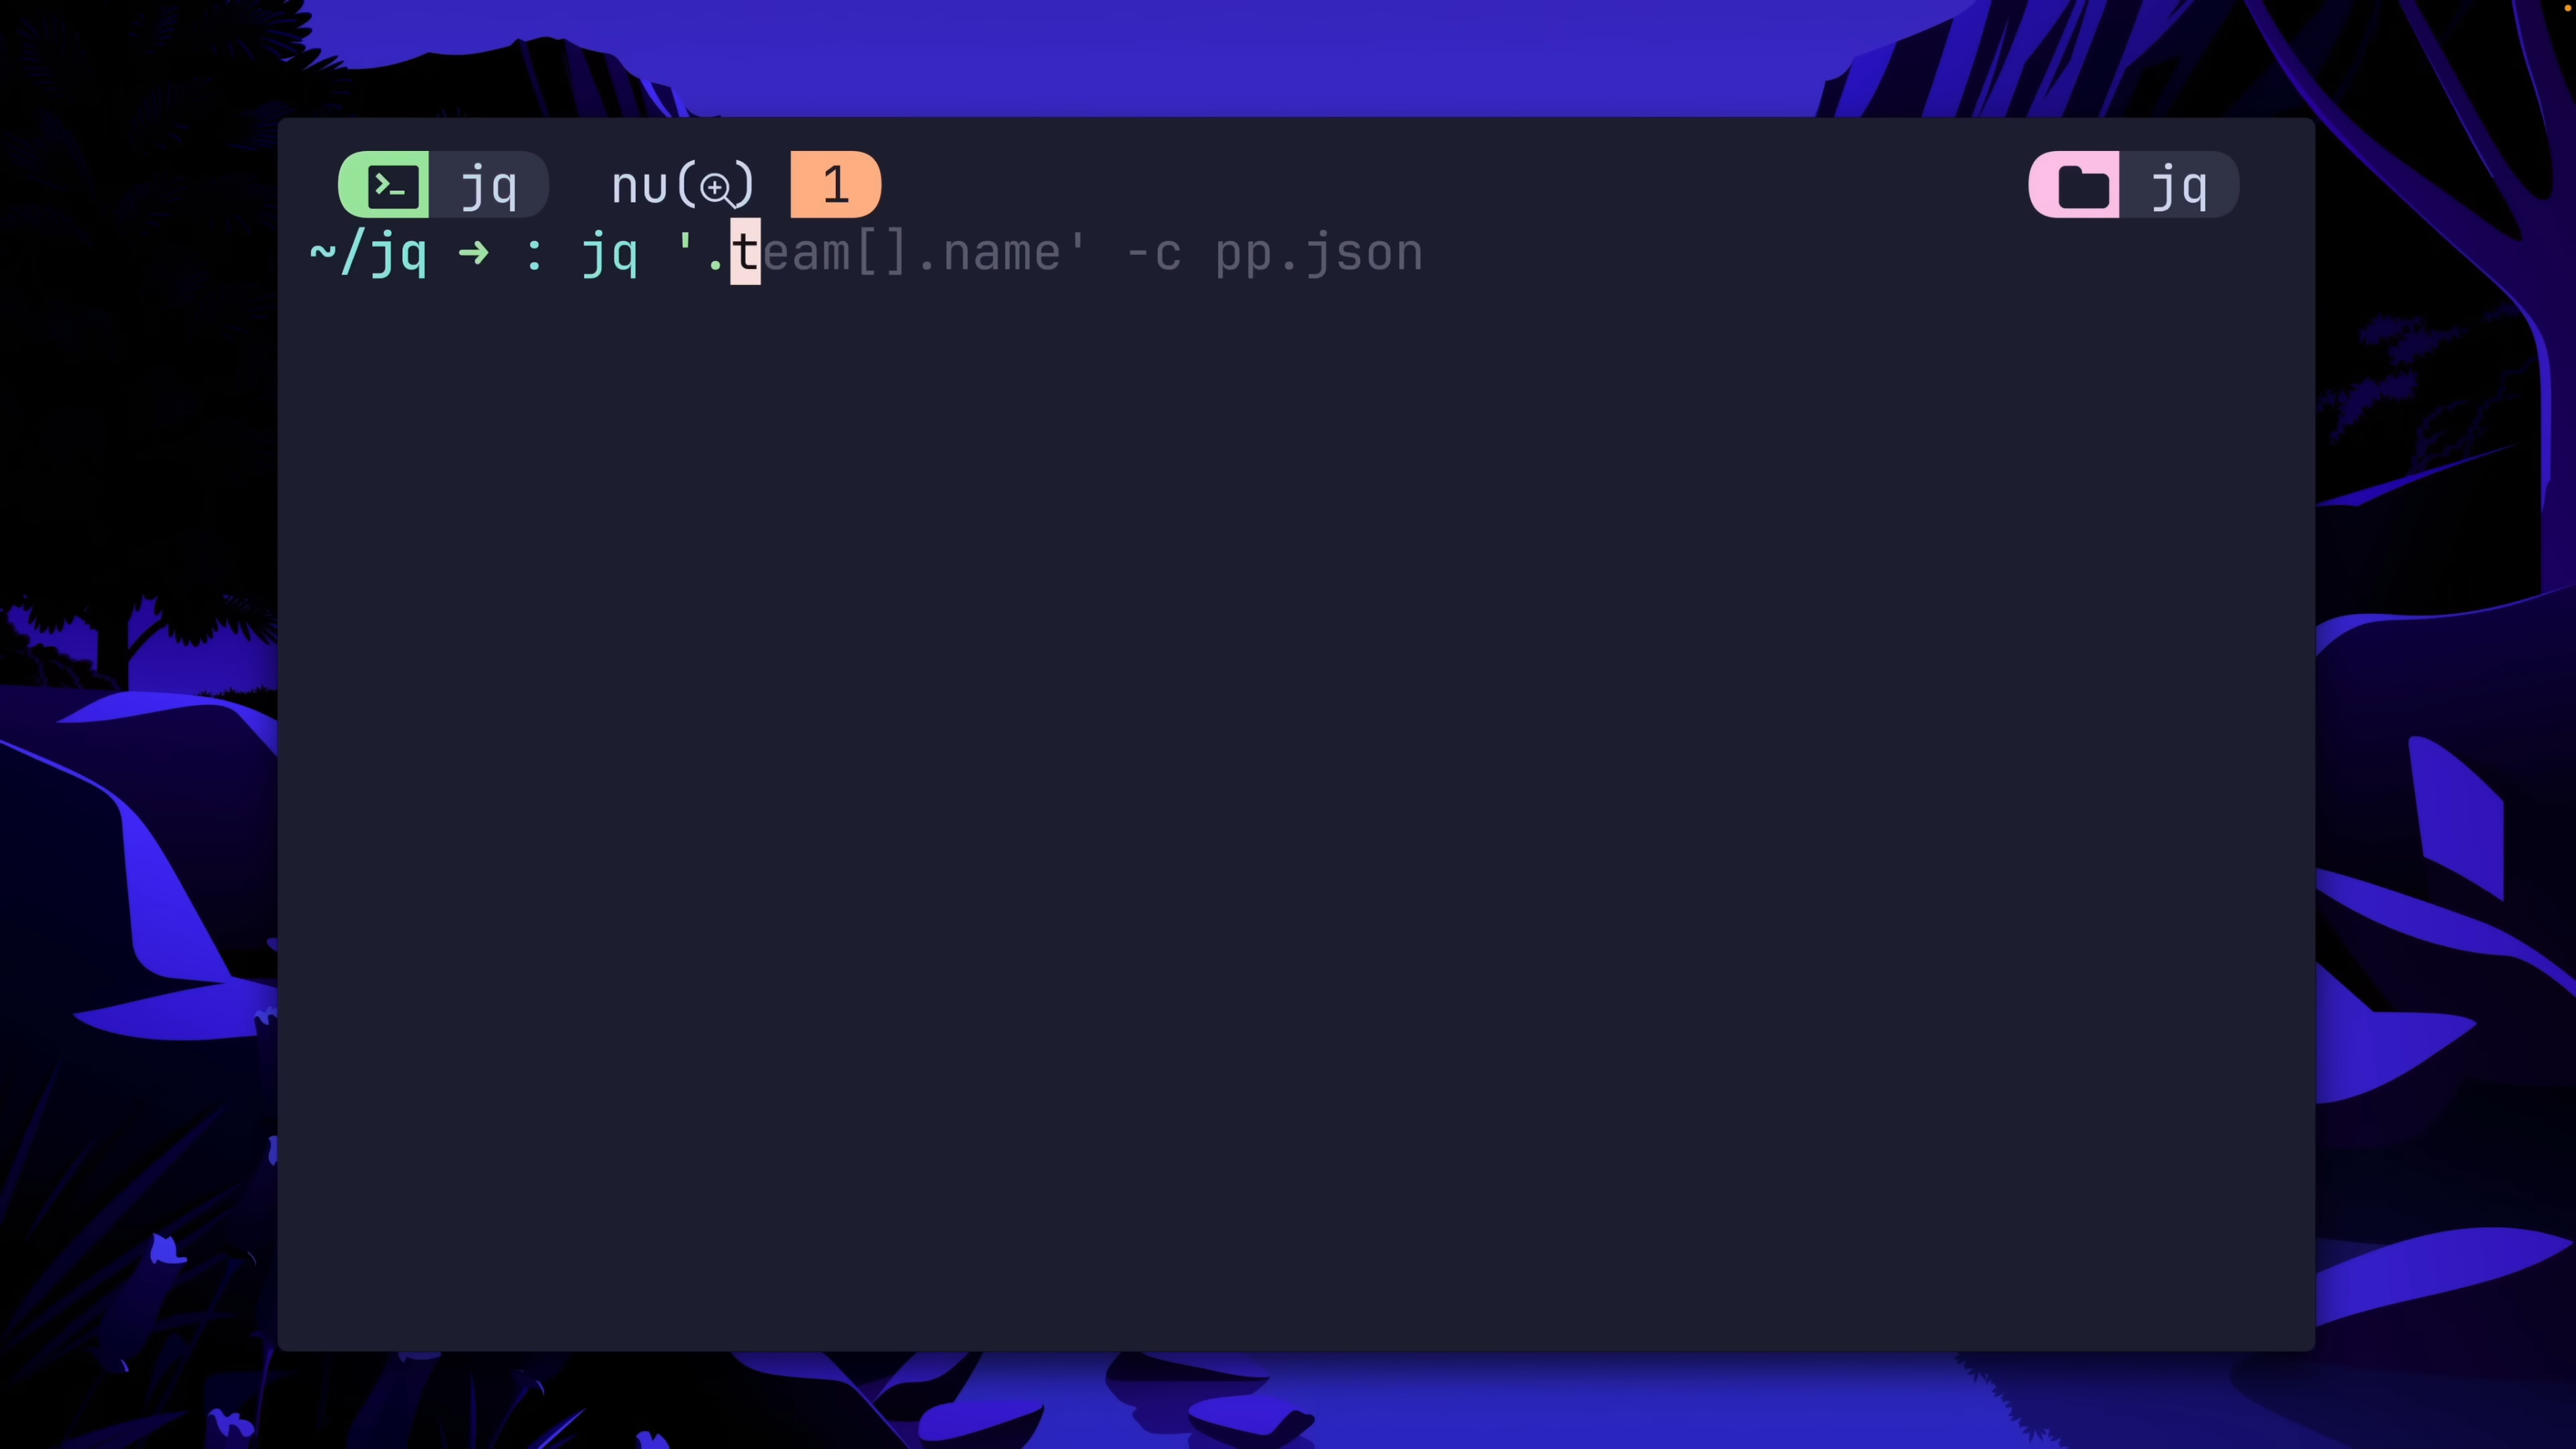 jq nu() 1 jq
~/jq → : jq '.team[].name' -c pp.json